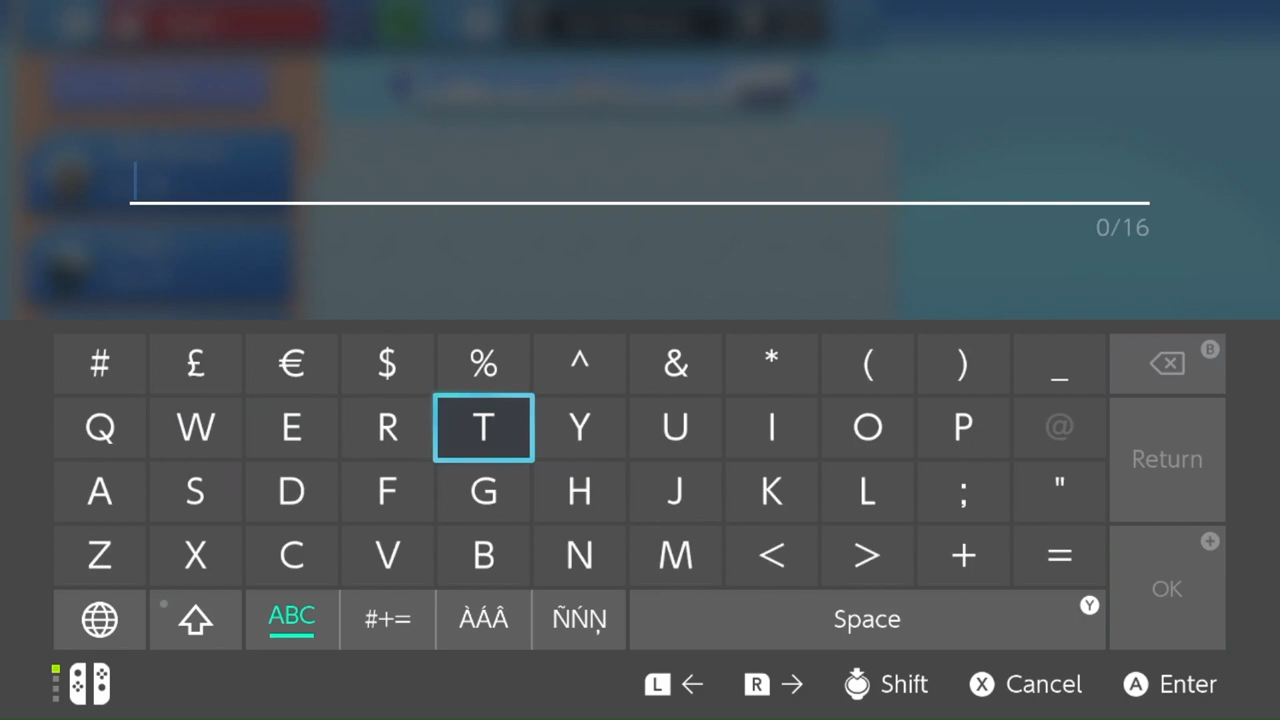 0/16
# £ € $ % ^ & * ( ) _ B
Q W E R T Y U I O P @
Return
A S D F G H J K L ; "
Z X C V B N M < > + =
ABC #+= ÀÁÂ ÑŃŅ Space Y
+ OK
L ← R → Shift X Cancel A Enter